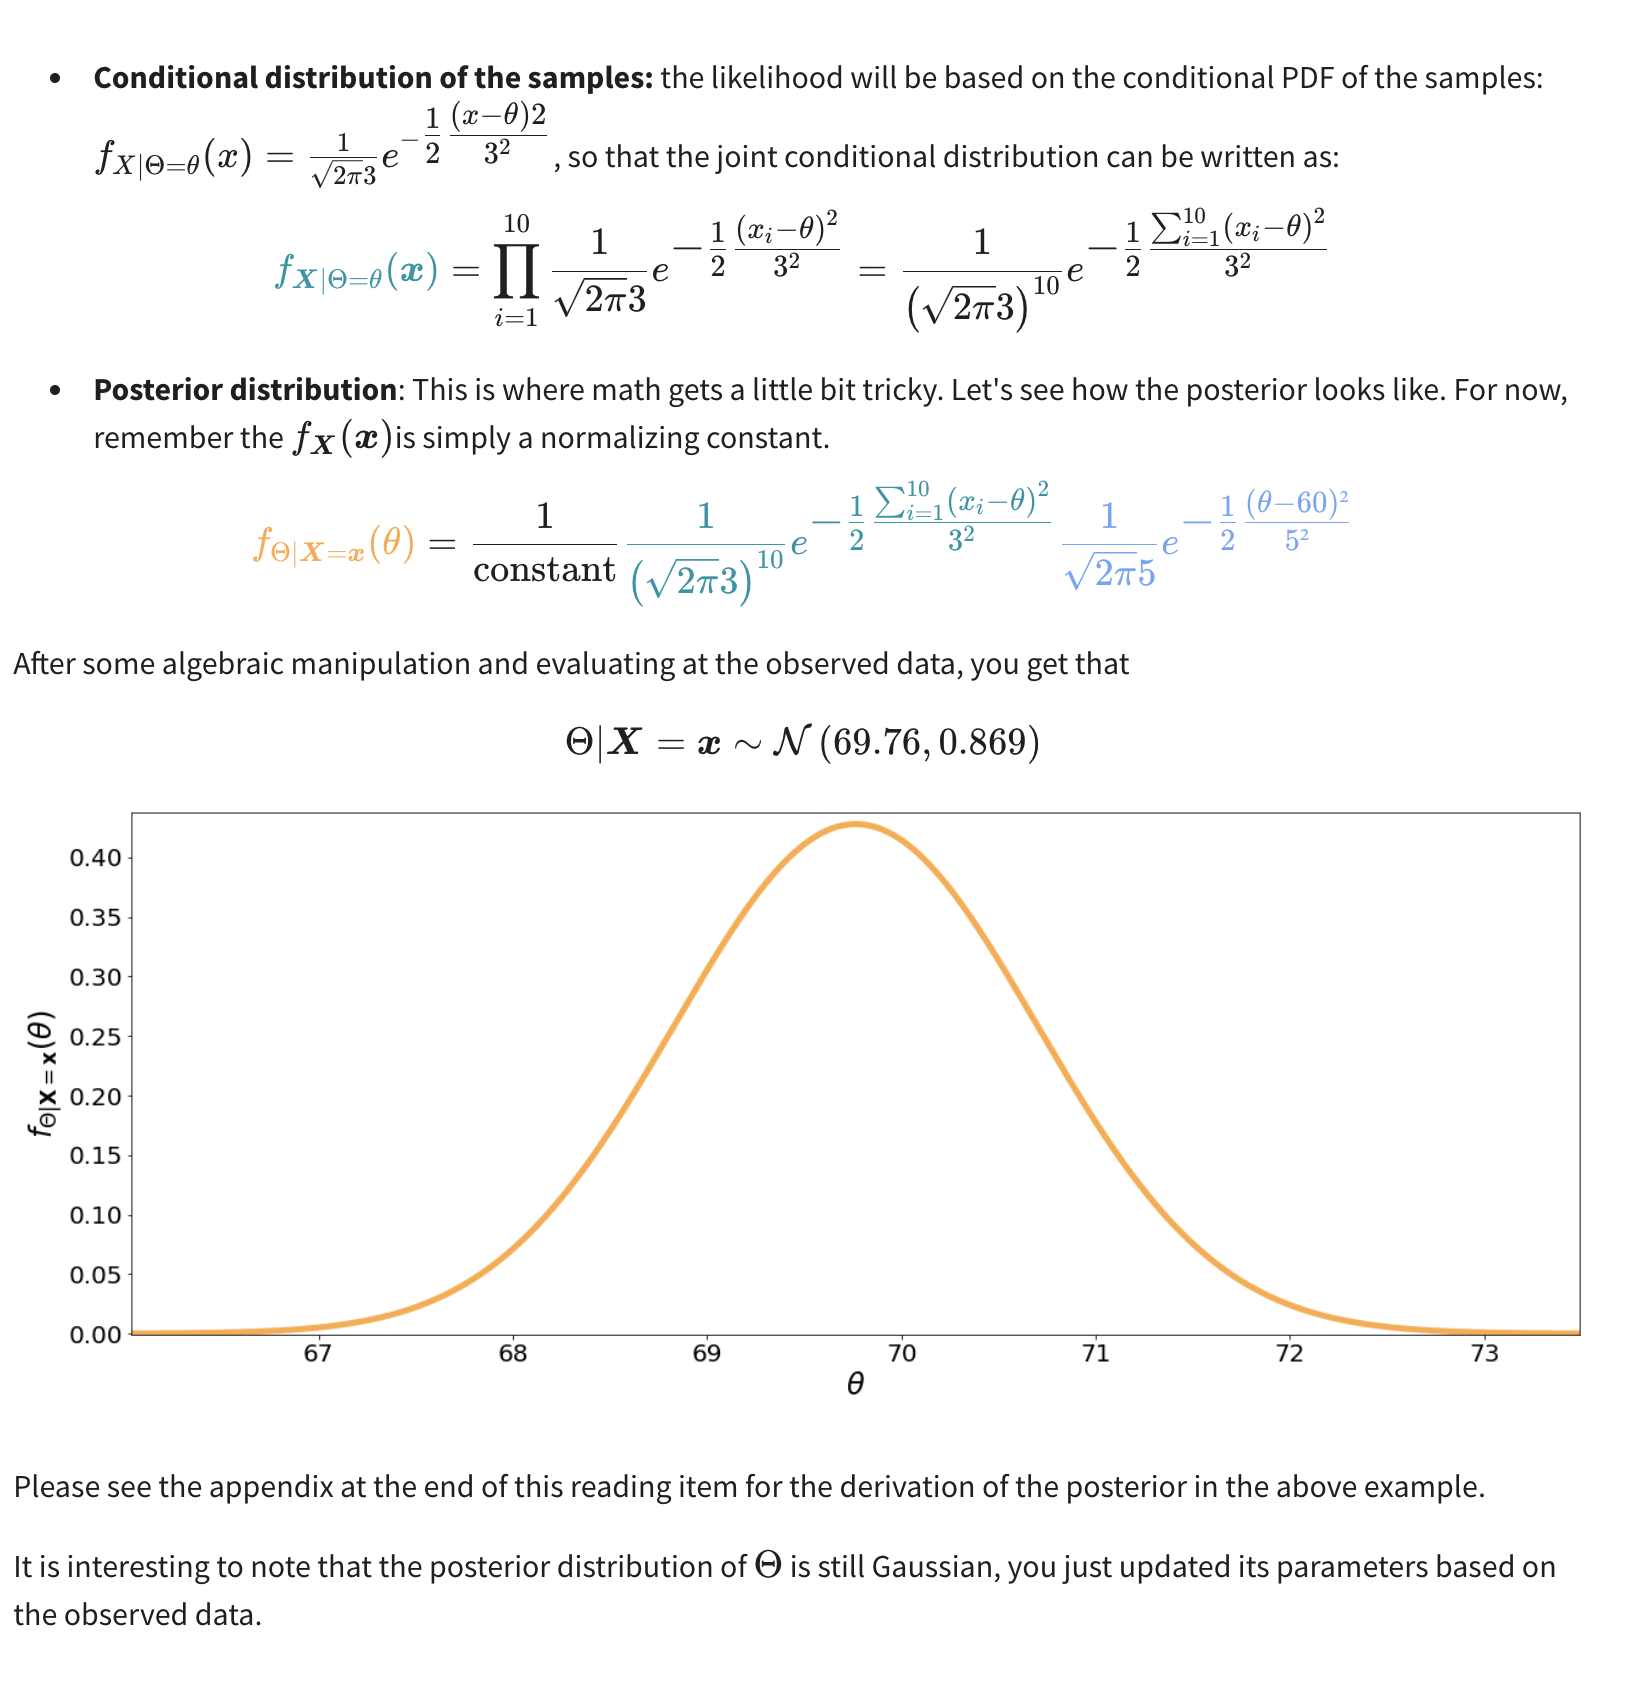 • Conditional distribution of the samples: the likelihood will be based on the conditional PDF of the samples:
$f_{X|\Theta=\theta}(x) = \frac{1}{\sqrt{2\pi}3} e^{-\frac{1}{2}\frac{(x-\theta)2}{3^2}}$, so that the joint conditional distribution can be written as:
$f_{\boldsymbol{X}|\Theta=\theta}(\boldsymbol{x}) = \prod_{i=1}^{10} \frac{1}{\sqrt{2\pi}3} e^{-\frac{1}{2}\frac{(x_i-\theta)^2}{3^2}} = \frac{1}{(\sqrt{2\pi}3)^{10}} e^{-\frac{1}{2}\frac{\sum_{i=1}^{10}(x_i-\theta)^2}{3^2}}$
• Posterior distribution: This is where math gets a little bit tricky. Let's see how the posterior looks like. For now,
remember the $f_{\boldsymbol{X}}(\boldsymbol{x})$ is simply a normalizing constant.
$f_{\Theta|\boldsymbol{X}=\boldsymbol{x}}(\theta) = \frac{1}{\text{constant}} \frac{1}{(\sqrt{2\pi}3)^{10}} e^{-\frac{1}{2}\frac{\sum_{i=1}^{10}(x_i-\theta)^2}{3^2}} \frac{1}{\sqrt{2\pi}5} e^{-\frac{1}{2}\frac{(\theta-60)^2}{5^2}}$
After some algebraic manipulation and evaluating at the observed data, you get that
$\Theta|\boldsymbol{X} = \boldsymbol{x} \sim \mathcal{N}(69.76, 0.869)$
0.40
0.35
0.30
0.25
0.20
0.15
0.10
0.05
0.00
$f_{\Theta|\mathbf{X}=\mathbf{x}}(\theta)$
67 68 69 70 71 72 73
θ
Please see the appendix at the end of this reading item for the derivation of the posterior in the above example.
It is interesting to note that the posterior distribution of Θ is still Gaussian, you just updated its parameters based on
the observed data.